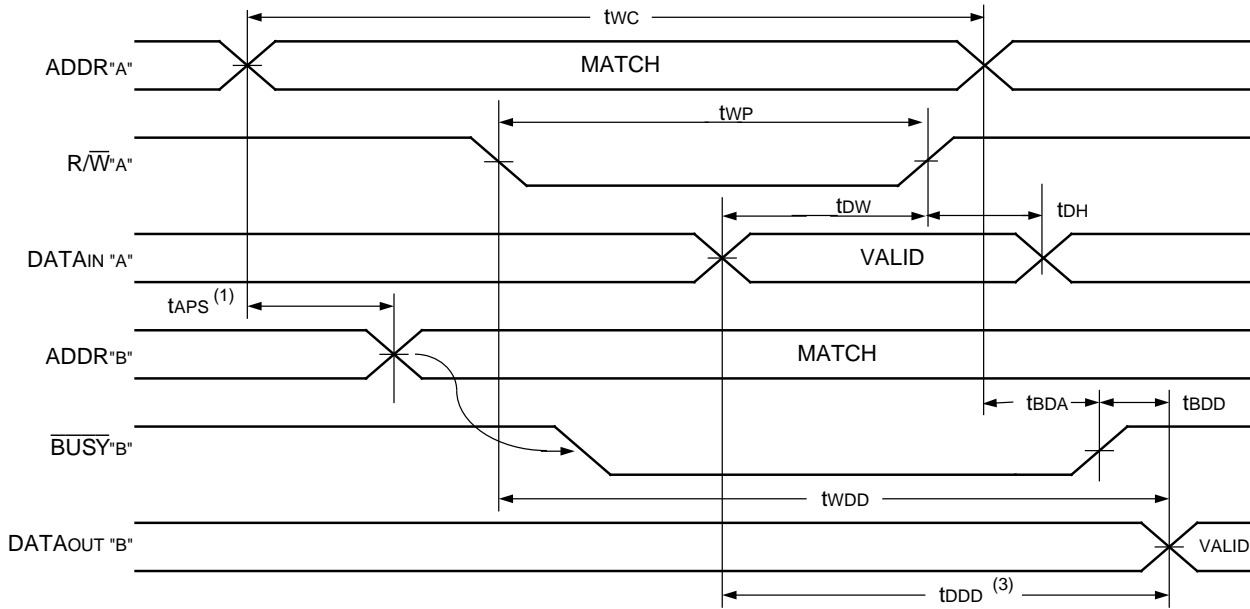 tWC
ADDR"A"
MATCH
tWP
R/W̅"A"
tDW
tDH
DATAIN "A"
VALID
tAPS (1)
ADDR"B"
MATCH
tBDA
tBDD
B̅U̅S̅Y̅"B"
tWDD
DATAOUT "B"
VALID
tDDD (3)